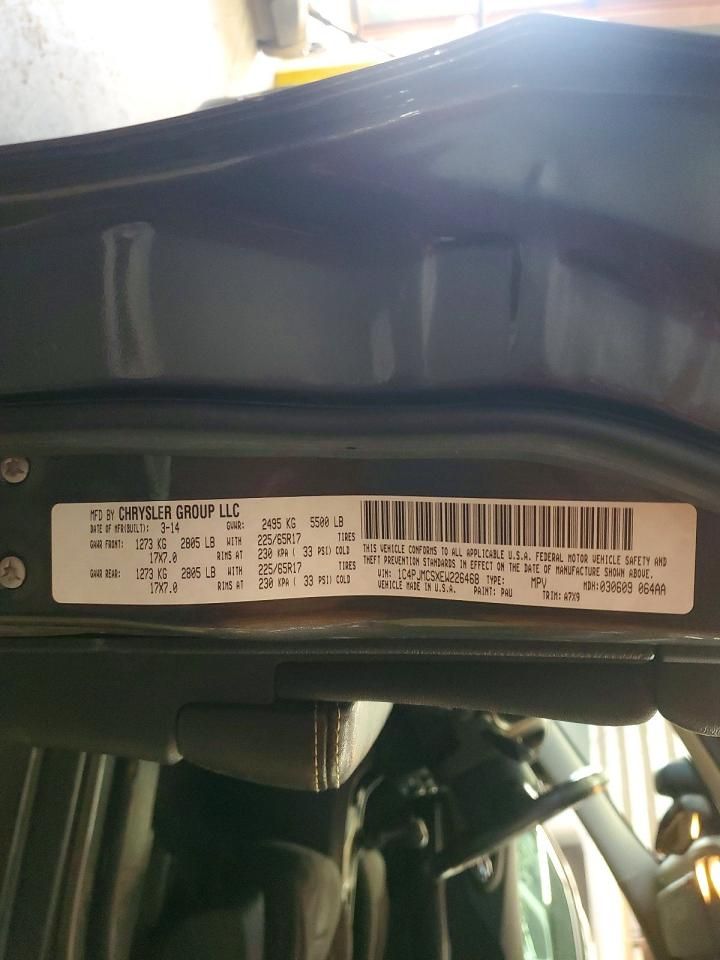 MFD BY CHRYSLER GROUP LLC
DATE OF MFR(BUILT): 3-14 GVWR: 2495 KG 5500 LB
GAWR FRONT: 1273 KG 2805 LB WITH 225/65R17 TIRES
17X7.0 RIMS AT 230 KPA ( 33 PSI) COLD
GAWR REAR: 1273 KG 2805 LB WITH 225/65R17 TIRES
17X7.0 RIMS AT 230 KPA ( 33 PSI) COLD
THIS VEHICLE CONFORMS TO ALL APPLICABLE U.S.A. FEDERAL MOTOR VEHICLE SAFETY AND
THEFT PREVENTION STANDARDS IN EFFECT ON THE DATE OF MANUFACTURE SHOWN ABOVE.
VIN: 1C4PJMCSXEW226468 TYPE: MPV MDH:030609 064AA
VEHICLE MADE IN U.S.A. PAINT: PAU TRIM: A7X9